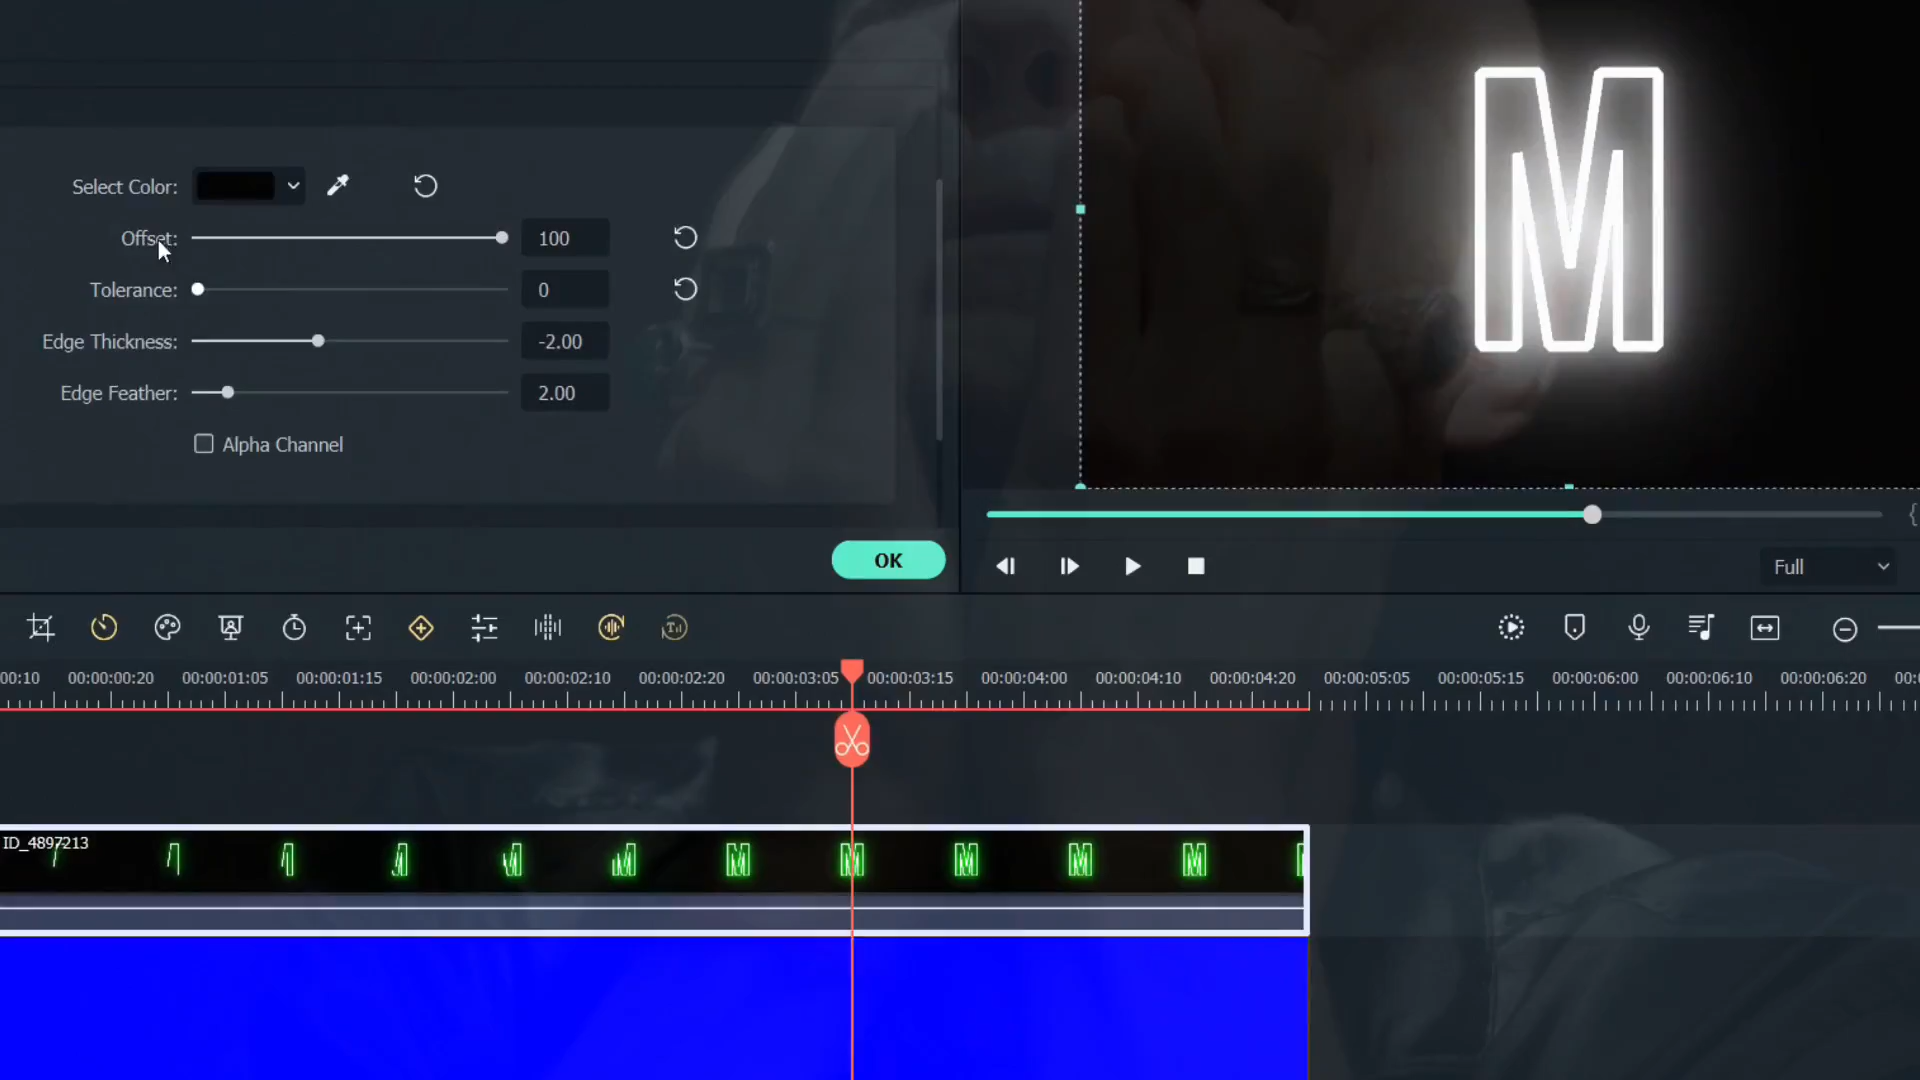 M
Select Color:
Offset: 100
Tolerance: 0
Edge Thickness: -2.00
Edge Feather: 2.00
Alpha Channel
OK
Full
00:10 00:00:00:20 00:00:01:05 00:00:01:15 00:00:02:00 00:00:02:10 00:00:02:20 00:00:03:05 00:00:03:15 00:00:04:00 00:00:04:10 00:00:04:20 00:00:05:05 00:00:05:15 00:00:06:00 00:00:06:10 00:00:06:20 00:0
ID_4897213
M M M M M